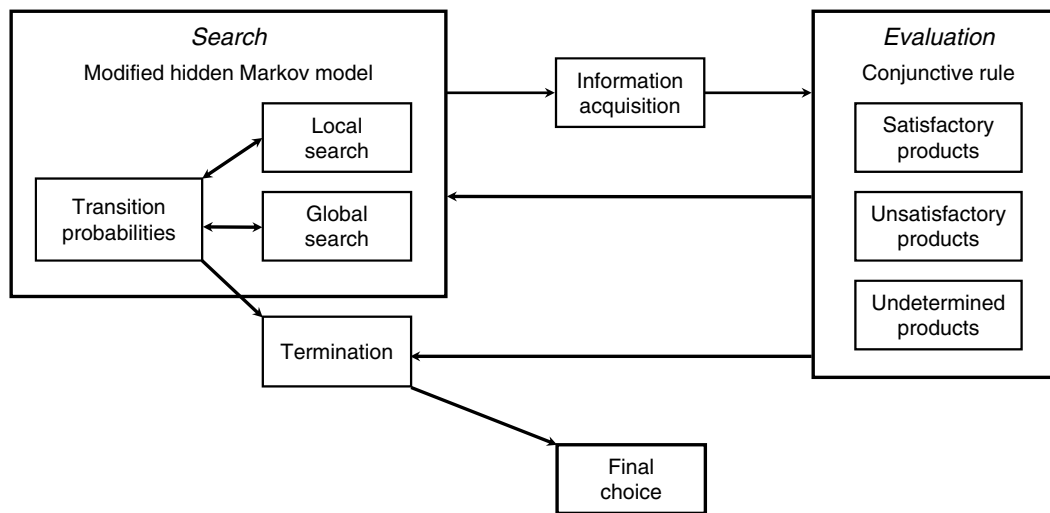 Search
Modified hidden Markov model
Local
search
Transition
probabilities
Global
search
Information
acquisition
Evaluation
Conjunctive rule
Satisfactory
products
Unsatisfactory
products
Undetermined
products
Termination
Final
choice